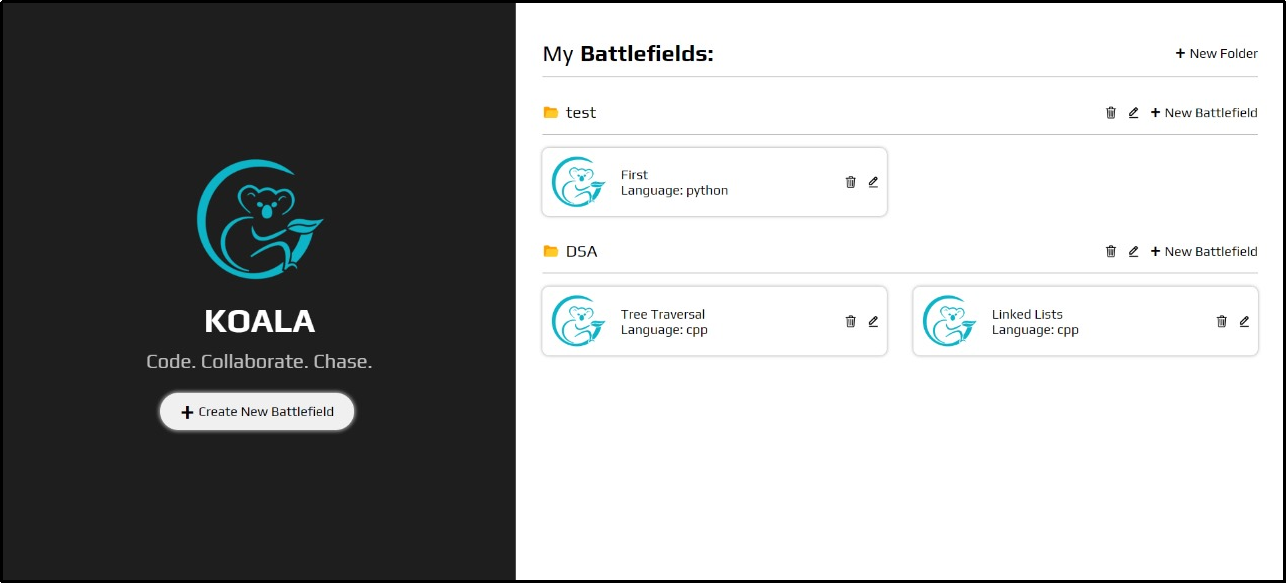 KOALA
Code. Collaborate. Chase.
+ Create New Battlefield
My Battlefields:
+ New Folder
test
+ New Battlefield
First
Language: python
DSA
+ New Battlefield
Tree Traversal
Language: cpp
Linked Lists
Language: cpp